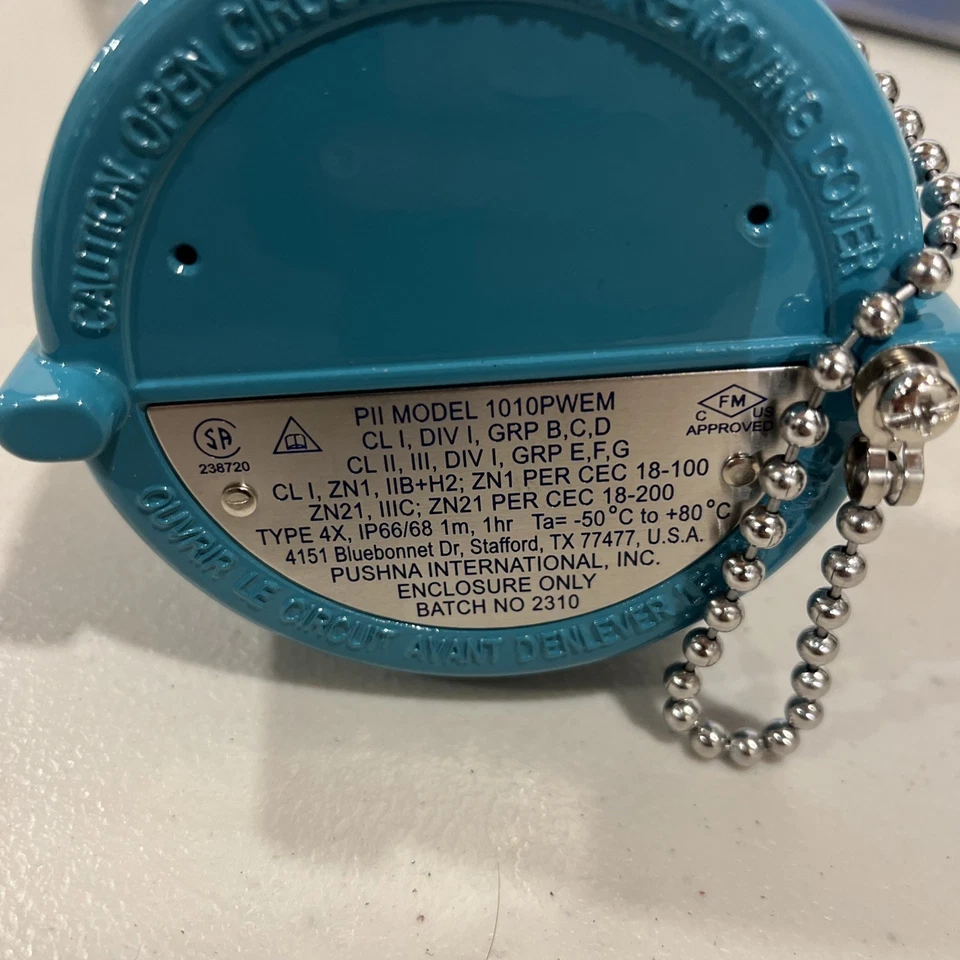 CAUTION. OPEN
REMOVING COVER
PII MODEL 1010PWEM
CL I, DIV I, GRP B,C,D
CL II, III, DIV I, GRP E,F,G
CL I, ZN1, IIB+H2; ZN1 PER CEC 18-100
ZN21, IIIC; ZN21 PER CEC 18-200
TYPE 4X, IP66/68 1m, 1hr Ta= -50°C to +80°C
4151 Bluebonnet Dr, Stafford, TX 77477, U.S.A.
PUSHNA INTERNATIONAL, INC.
ENCLOSURE ONLY
BATCH NO 2310
SA
238720
FM
C US
APPROVED
OUVRIR LE CIRCUIT AVANT D'ENLEVER LE